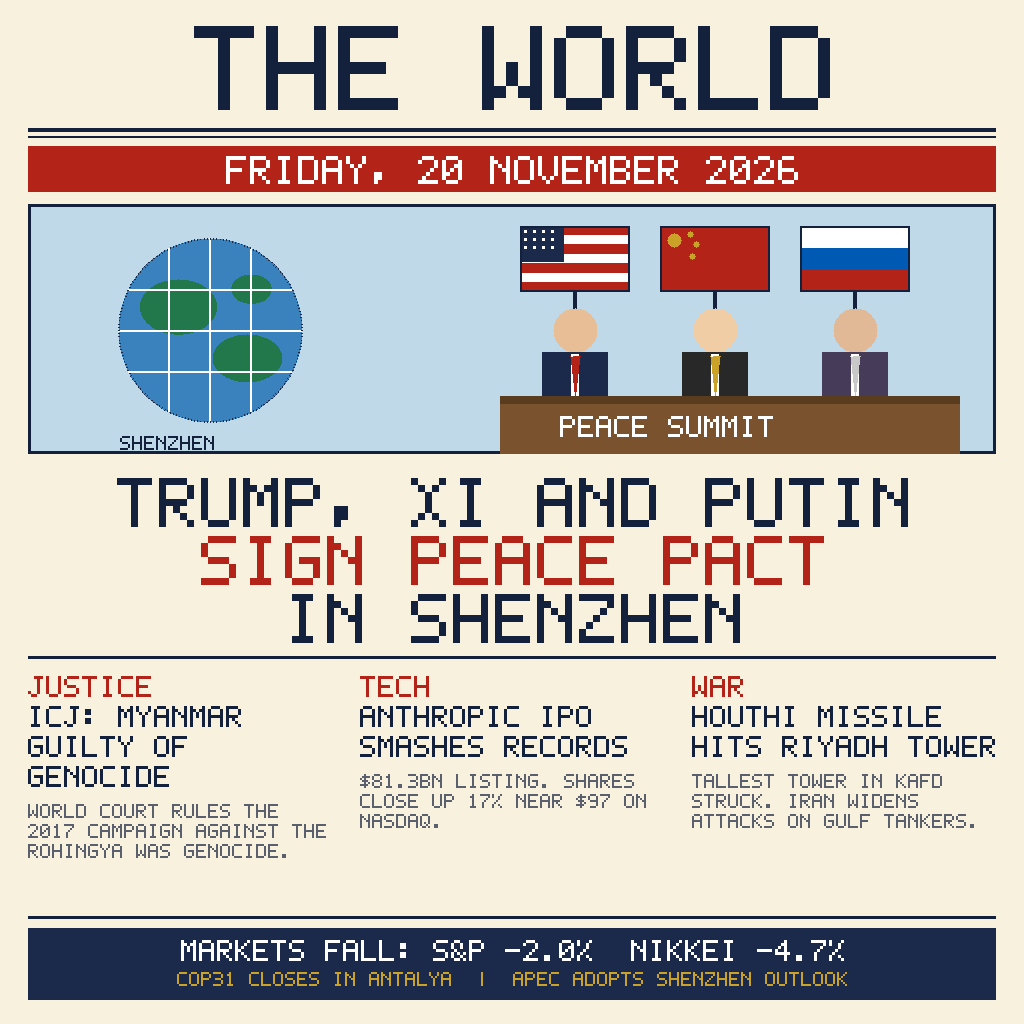 THE WORLD
FRIDAY, 20 NOVEMBER 2026
SHENZHEN
PEACE SUMMIT
TRUMP, XI AND PUTIN
SIGN PEACE PACT
IN SHENZHEN
JUSTICE
ICJ: MYANMAR
GUILTY OF
GENOCIDE
WORLD COURT RULES THE
2017 CAMPAIGN AGAINST THE
ROHINGYA WAS GENOCIDE.
TECH
ANTHROPIC IPO
SMASHES RECORDS
$81.3BN LISTING. SHARES
CLOSE UP 17% NEAR $97 ON
NASDAQ.
WAR
HOUTHI MISSILE
HITS RIYADH TOWER
TALLEST TOWER IN KAFD
STRUCK. IRAN WIDENS
ATTACKS ON GULF TANKERS.
MARKETS FALL: S&P -2.0% NIKKEI -4.7%
COP31 CLOSES IN ANTALYA | APEC ADOPTS SHENZHEN OUTLOOK